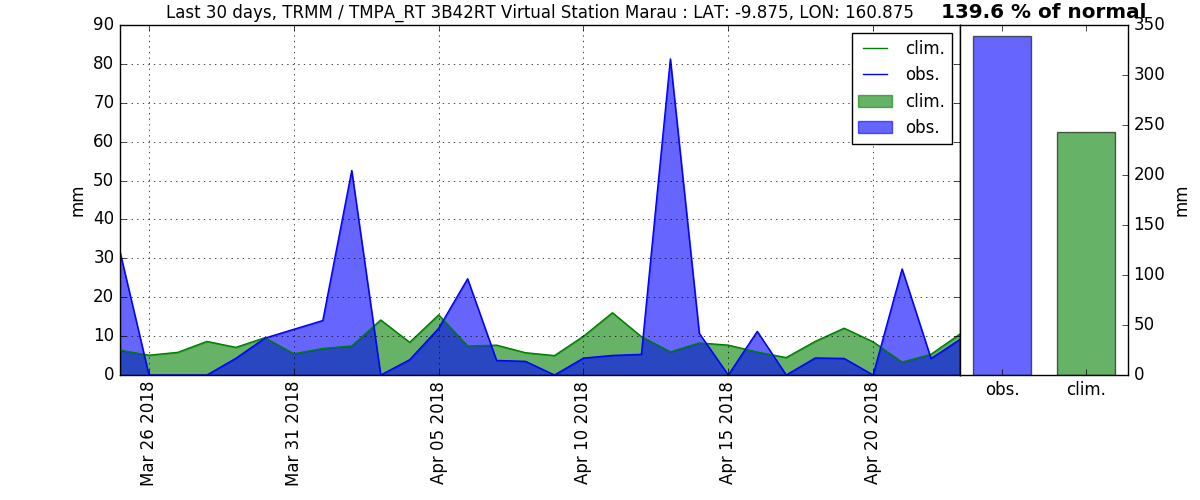 Last 30 days, TRMM / TMPA_RT 3B42RT Virtual Station Marau : LAT: -9.875, LON: 160.875
139.6 % of normal
90
80
70
60
50
40
30
20
10
0
mm
clim.
obs.
clim.
obs.
Mar 26 2018
Mar 31 2018
Apr 05 2018
Apr 10 2018
Apr 15 2018
Apr 20 2018
350
300
250
200
150
100
50
0
mm
obs.
clim.